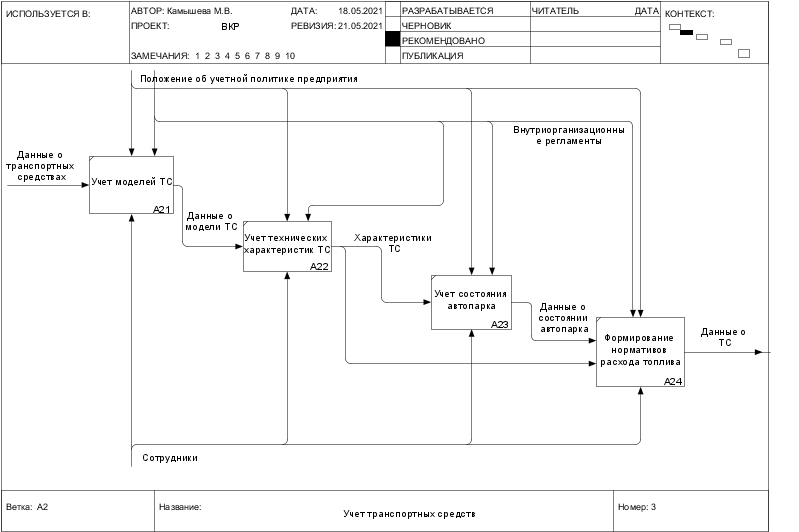 ИСПОЛЬЗУЕТСЯ В:
АВТОР: Камышева М.В.
ДАТА: 18.05.2021
РАЗРАБАТЫВАЕТСЯ
ЧИТАТЕЛЬ
ДАТА
КОНТЕКСТ:
ПРОЕКТ: ВКР
РЕВИЗИЯ: 21.05.2021
ЧЕРНОВИК
РЕКОМЕНДОВАНО
ЗАМЕЧАНИЯ: 1 2 3 4 5 6 7 8 9 10
ПУБЛИКАЦИЯ
Положение об учетной политике предприятия
Внутриорганизационны
е регламенты
Данные о
транспортных
средствах
Учет моделей ТС
A21
Данные о
модели ТС
Учет технических
характеристик ТС
A22
Характеристики
ТС
Учет состояния
автопарка
A23
Данные о
состоянии
автопарка
Формирование
нормативов
расхода топлива
A24
Данные о
ТС
Сотрудники
Ветка: A2
Название:
Учет транспортных средств
Номер: 3